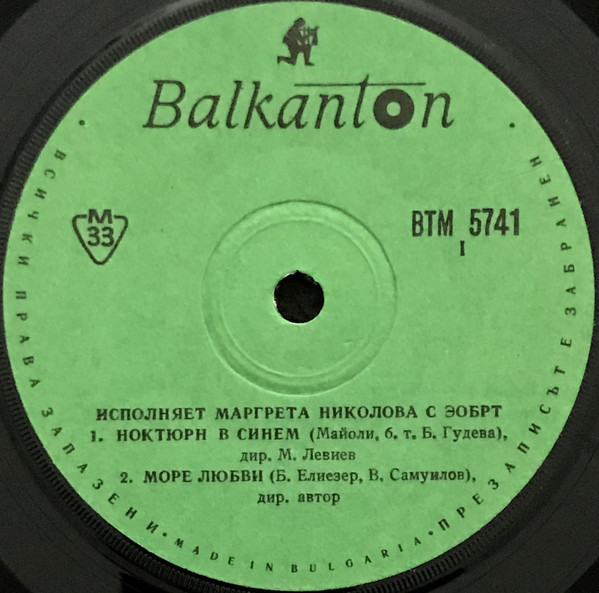 Balkanton
M
33
ВТМ 5741
I
ИСПОЛНЯЕТ МАРГРЕТА НИКОЛОВА С ЭОБРТ
1. НОКТЮРН В СИНЕМ (Майоли, б. т. Б. Гудева),
дир. М. Левиев
2. МОРЕ ЛЮБВИ (Б. Елиезер, В. Самуилов),
дир. автор
• ВСИЧКИ ПРАВА ЗАПАЗЕНИ • MADE IN BULGARIA • ПРЕЗАПИСЪТ Е ЗАБРАНЕН •